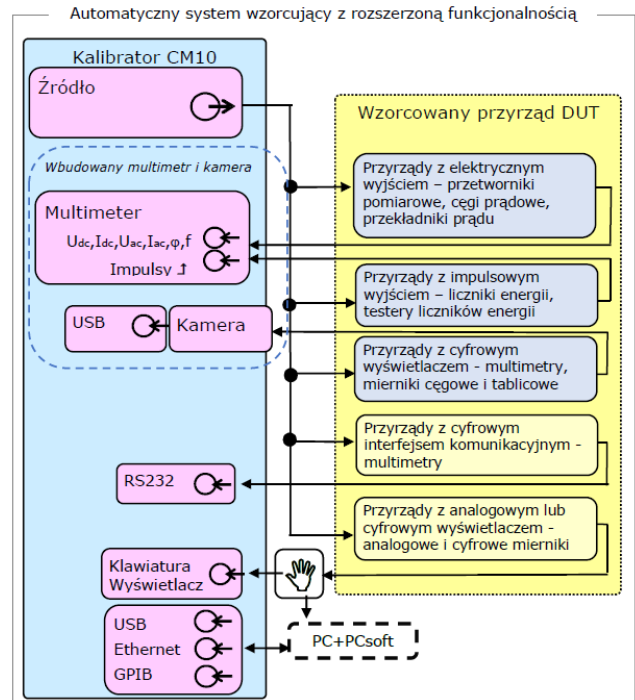 Automatyczny system wzorcujący z rozszerzoną funkcjonalnością
Kalibrator CM10
Źródło
Wbudowany multimetr i kamera
Multimeter
Udc,Idc,Uac,Iac,φ,f
Impulsy
USB
Kamera
RS232
Klawiatura
Wyświetlacz
USB
Ethernet
GPIB
Wzorcowany przyrząd DUT
Przyrządy z elektrycznym
wyjściem – przetworniki
pomiarowe, cęgi prądowe,
przekładniki prądu
Przyrządy z impulsowym
wyjściem – liczniki energii,
testery liczników energii
Przyrządy z cyfrowym
wyświetlaczem - multimetry,
mierniki cęgowe i tablicowe
Przyrządy z cyfrowym
interfejsem komunikacyjnym -
multimetry
Przyrządy z analogowym lub
cyfrowym wyświetlaczem -
analogowe i cyfrowe mierniki
PC+PCsoft